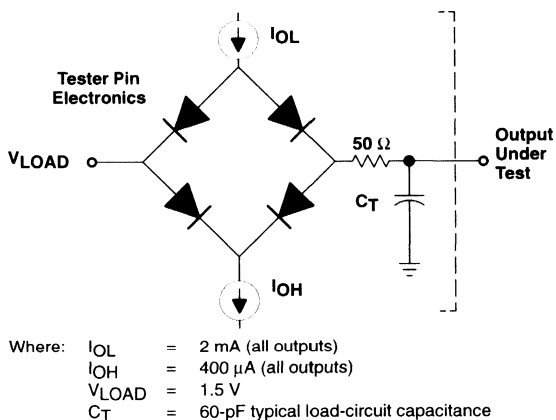 IOL
Tester Pin
Electronics
VLOAD
50 Ω
CT
Output
Under
Test
IOH
Where: IOL = 2 mA (all outputs)
IOH = 400 μA (all outputs)
VLOAD = 1.5 V
CT = 60-pF typical load-circuit capacitance